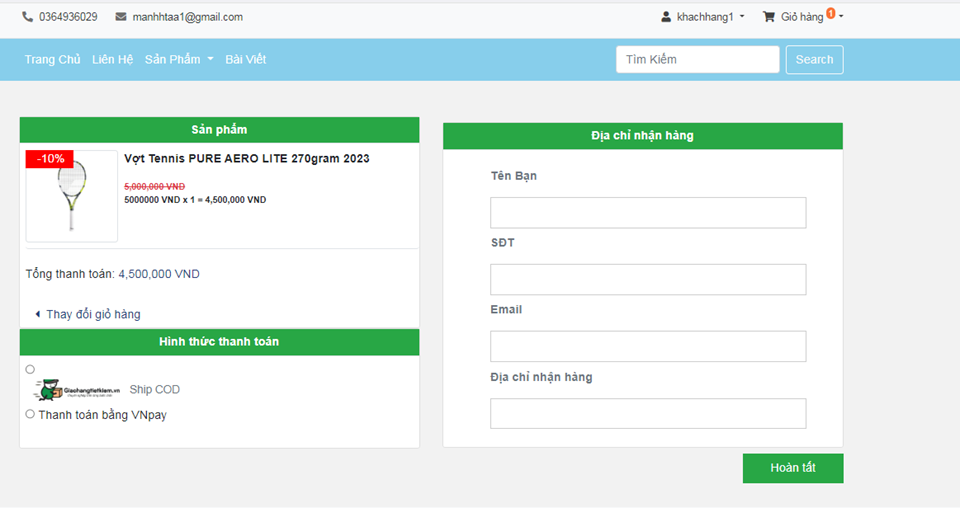 0364936029 manhhtaa1@gmail.com khachhang1 Giỏ hàng 1
Trang Chủ Liên Hệ Sản Phẩm Bài Viết Tìm Kiếm Search
Sản phẩm
-10%
Vợt Tennis PURE AERO LITE 270gram 2023
5,000,000 VND
5000000 VND x 1 = 4,500,000 VND
Tổng thanh toán: 4,500,000 VND
Thay đổi giỏ hàng
Hình thức thanh toán
Giaohangtietkiem.vn
Ship COD
Thanh toán bằng VNpay
Địa chỉ nhận hàng
Tên Bạn
SĐT
Email
Địa chỉ nhận hàng
Hoàn tất